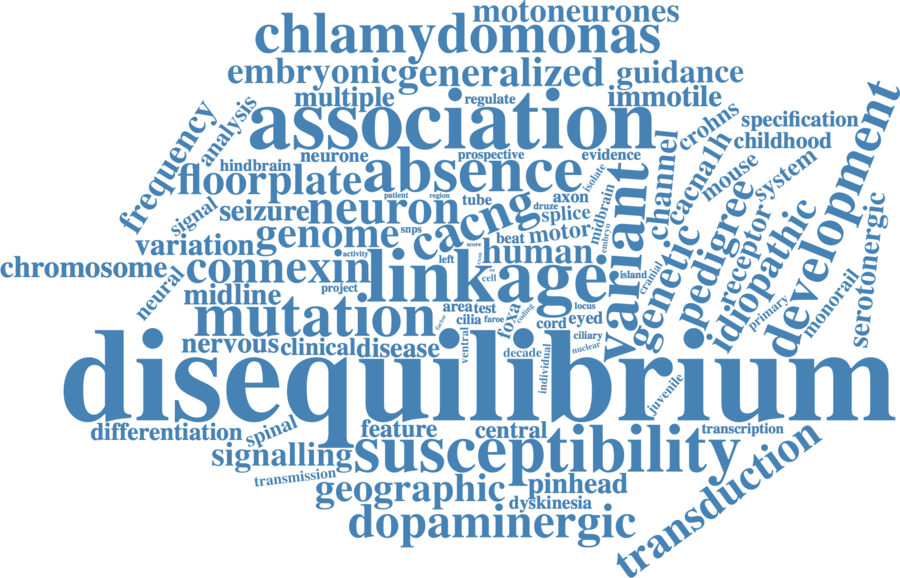 motoneurones
chlamydomonas
embryonic
generalized
guidance
multiple
regulate
immotile
association
frequency
analysis
crohns
specification
childhood
development
hindbrain
neurone
prospective
evidence
floorplate
absence
isolate
channel
cacna1h
mouse
system
signal
seizure
neuron
patient
region
tube
axon
druze
splice
midbrain
variant
variation
genome
snps
cacng
beat
motor
embryo
genetic
pedigree
receptor
idiopathic
serotonergic
chromosome
connexin
activity
left
score
human
linkage
cell
island
cranial
neural
midline
project
area
test
locus
primary
monorail
mutation
factor
cilia
faroe
coding
foxa
cord
eyed
nervous
clinical
disease
ventral
decade
individual
ciliary
nuclear
disequilibrium
juvenile
differentiation
spinal
feature
central
transcription
signalling
susceptibility
transmission
transduction
geographic
pinhead
dyskinesia
dopaminergic